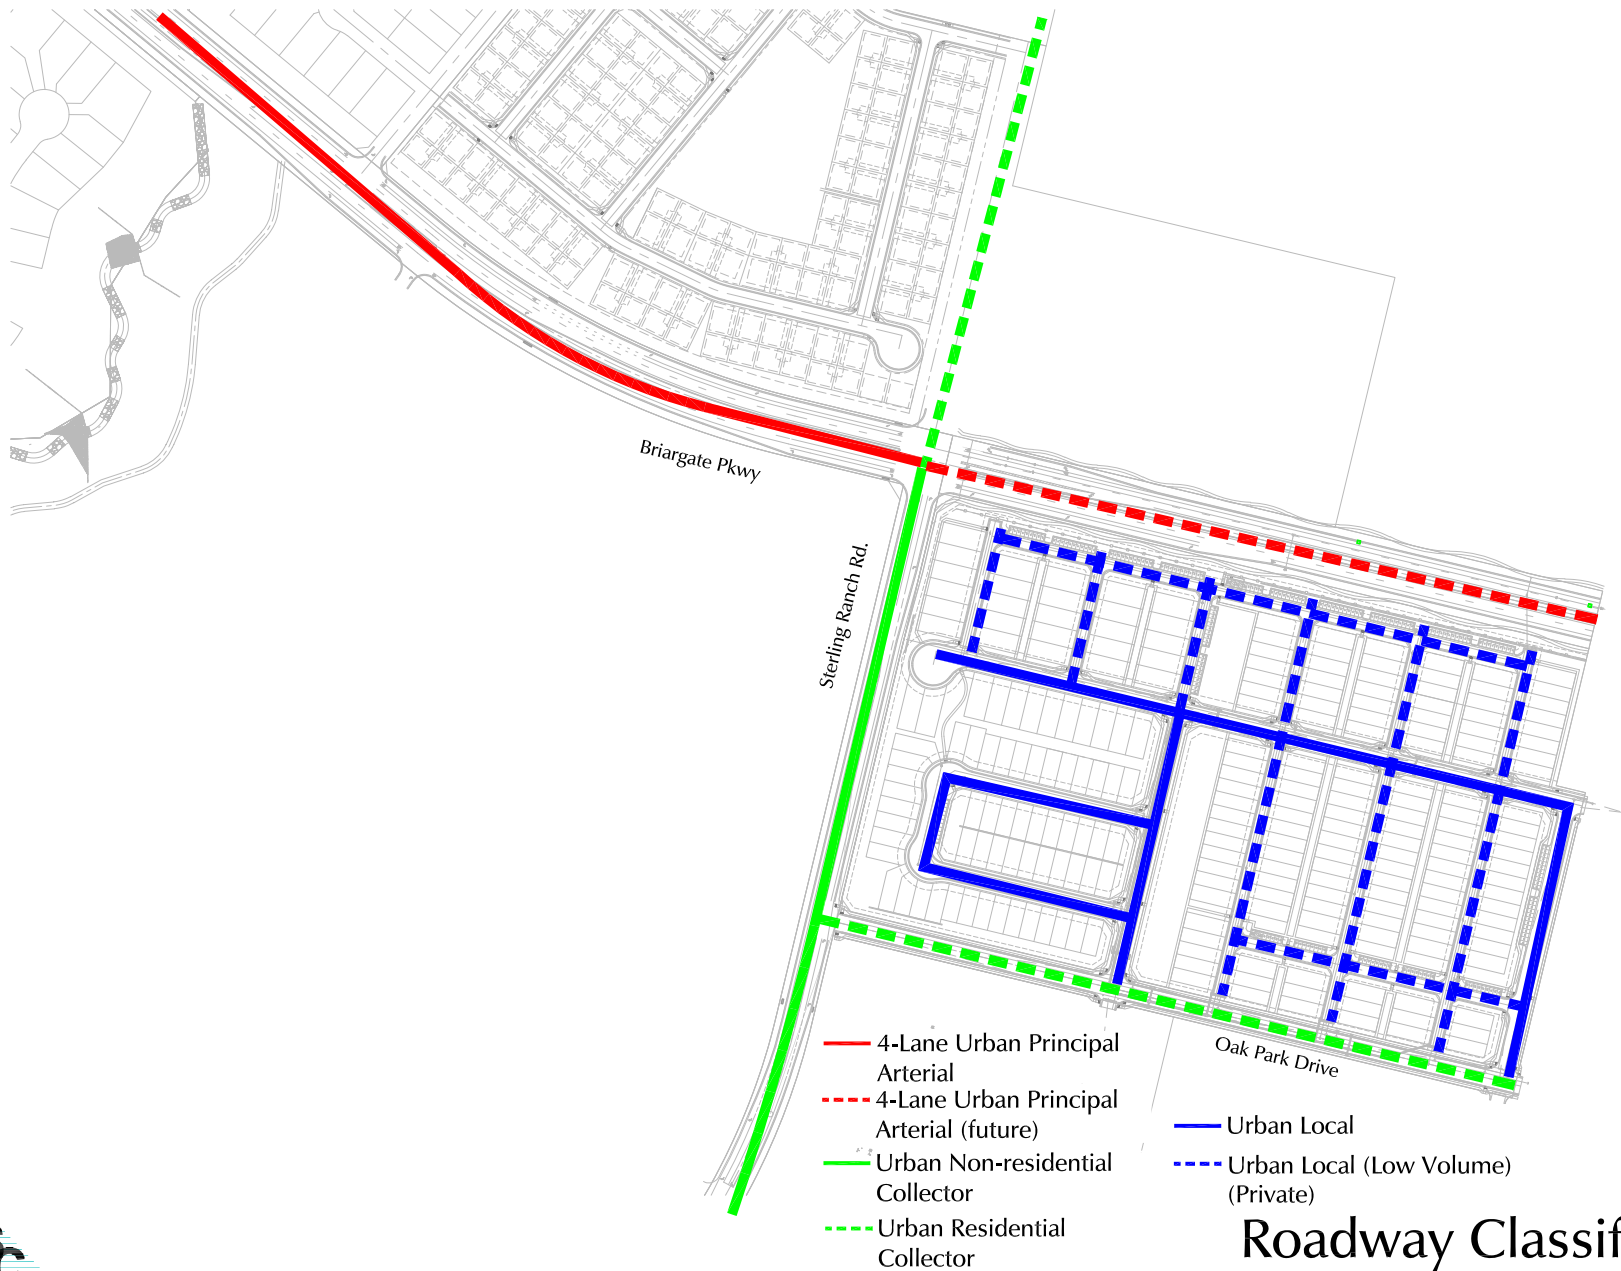 Briargate Pkwy
Sterling Ranch Rd.
Oak Park Drive
4-Lane Urban Principal
Arterial
4-Lane Urban Principal
Arterial (future)
Urban Non-residential
Collector
Urban Residential
Collector
Urban Local
Urban Local (Low Volume)
(Private)
Roadway Classif